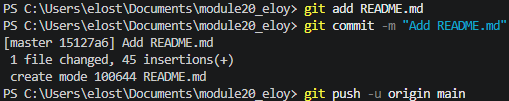 PS C:\Users\elost\Documents\module20_eloy> git add README.md
PS C:\Users\elost\Documents\module20_eloy> git commit -m "Add README.md"
[master 15127a6] Add README.md
 1 file changed, 45 insertions(+)
 create mode 100644 README.md
PS C:\Users\elost\Documents\module20_eloy> git push -u origin main